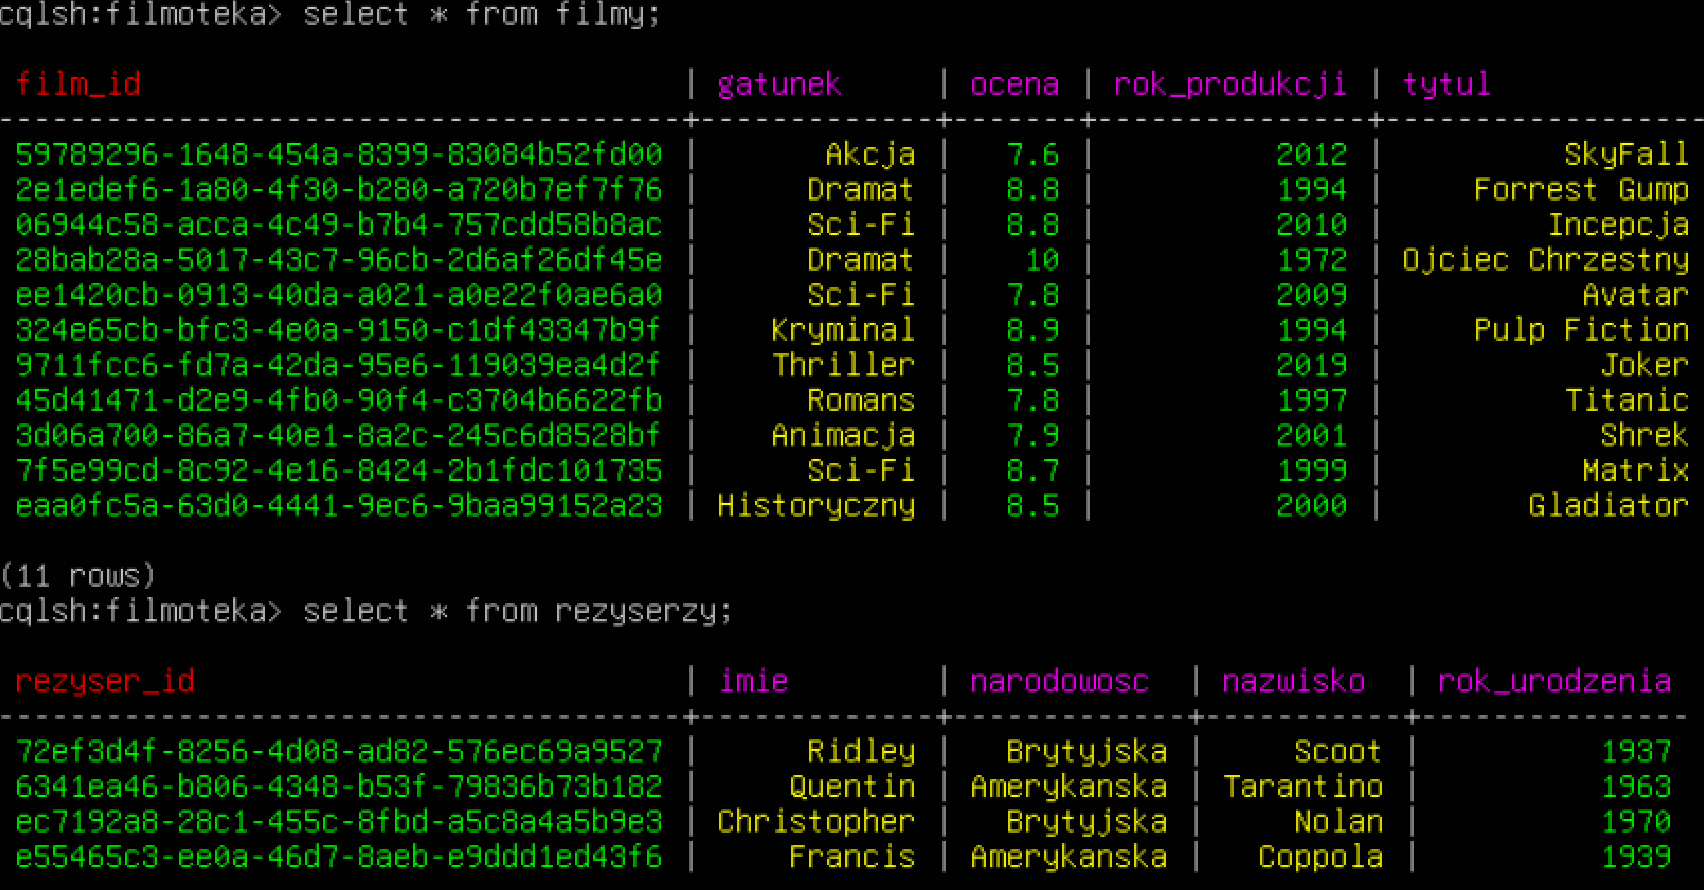 cqlsh:filmoteka> select * from filmy;
film_id | gatunek | ocena | rok_produkcji | tytul
--------------------------------------+-------------+-------+---------------+-----------------
59789296-1648-454a-8399-83084b52fd00 | Akcja | 7.6 | 2012 | SkyFall
2e1edef6-1a80-4f30-b280-a720b7ef7f76 | Dramat | 8.8 | 1994 | Forrest Gump
06944c58-acca-4c49-b7b4-757cdd58b8ac | Sci-Fi | 8.8 | 2010 | Incepcja
28bab28a-5017-43c7-96cb-2d6af26df45e | Dramat | 10 | 1972 | Ojciec Chrzestny
ee1420cb-0913-40da-a021-a0e22f0ae6a0 | Sci-Fi | 7.8 | 2009 | Avatar
324e65cb-bfc3-4e0a-9150-c1df43347b9f | Kryminal | 8.9 | 1994 | Pulp Fiction
9711fcc6-fd7a-42da-95e6-119039ea4d2f | Thriller | 8.5 | 2019 | Joker
45d41471-d2e9-4fb0-90f4-c3704b6622fb | Romans | 7.8 | 1997 | Titanic
3d06a700-86a7-40e1-8a2c-245c6d8528bf | Animacja | 7.9 | 2001 | Shrek
7f5e99cd-8c92-4e16-8424-2b1fdc101735 | Sci-Fi | 8.7 | 1999 | Matrix
eaa0fc5a-63d0-4441-9ec6-9baa99152a23 | Historyczny | 8.5 | 2000 | Gladiator
(11 rows)
cqlsh:filmoteka> select * from rezyserzy;
rezyser_id | imie | narodowosc | nazwisko | rok_urodzenia
--------------------------------------+-------------+-------------+-----------+---------------
72ef3d4f-8256-4d08-ad82-576ec69a9527 | Ridley | Brytyjska | Scoot | 1937
6341ea46-b806-4348-b53f-79836b73b182 | Quentin | Amerykanska | Tarantino | 1963
ec7192a8-28c1-455c-8fbd-a5c8a4a5b9e3 | Christopher | Brytyjska | Nolan | 1970
e55465c3-ee0a-46d7-8aeb-e9ddd1ed43f6 | Francis | Amerykanska | Coppola | 1939